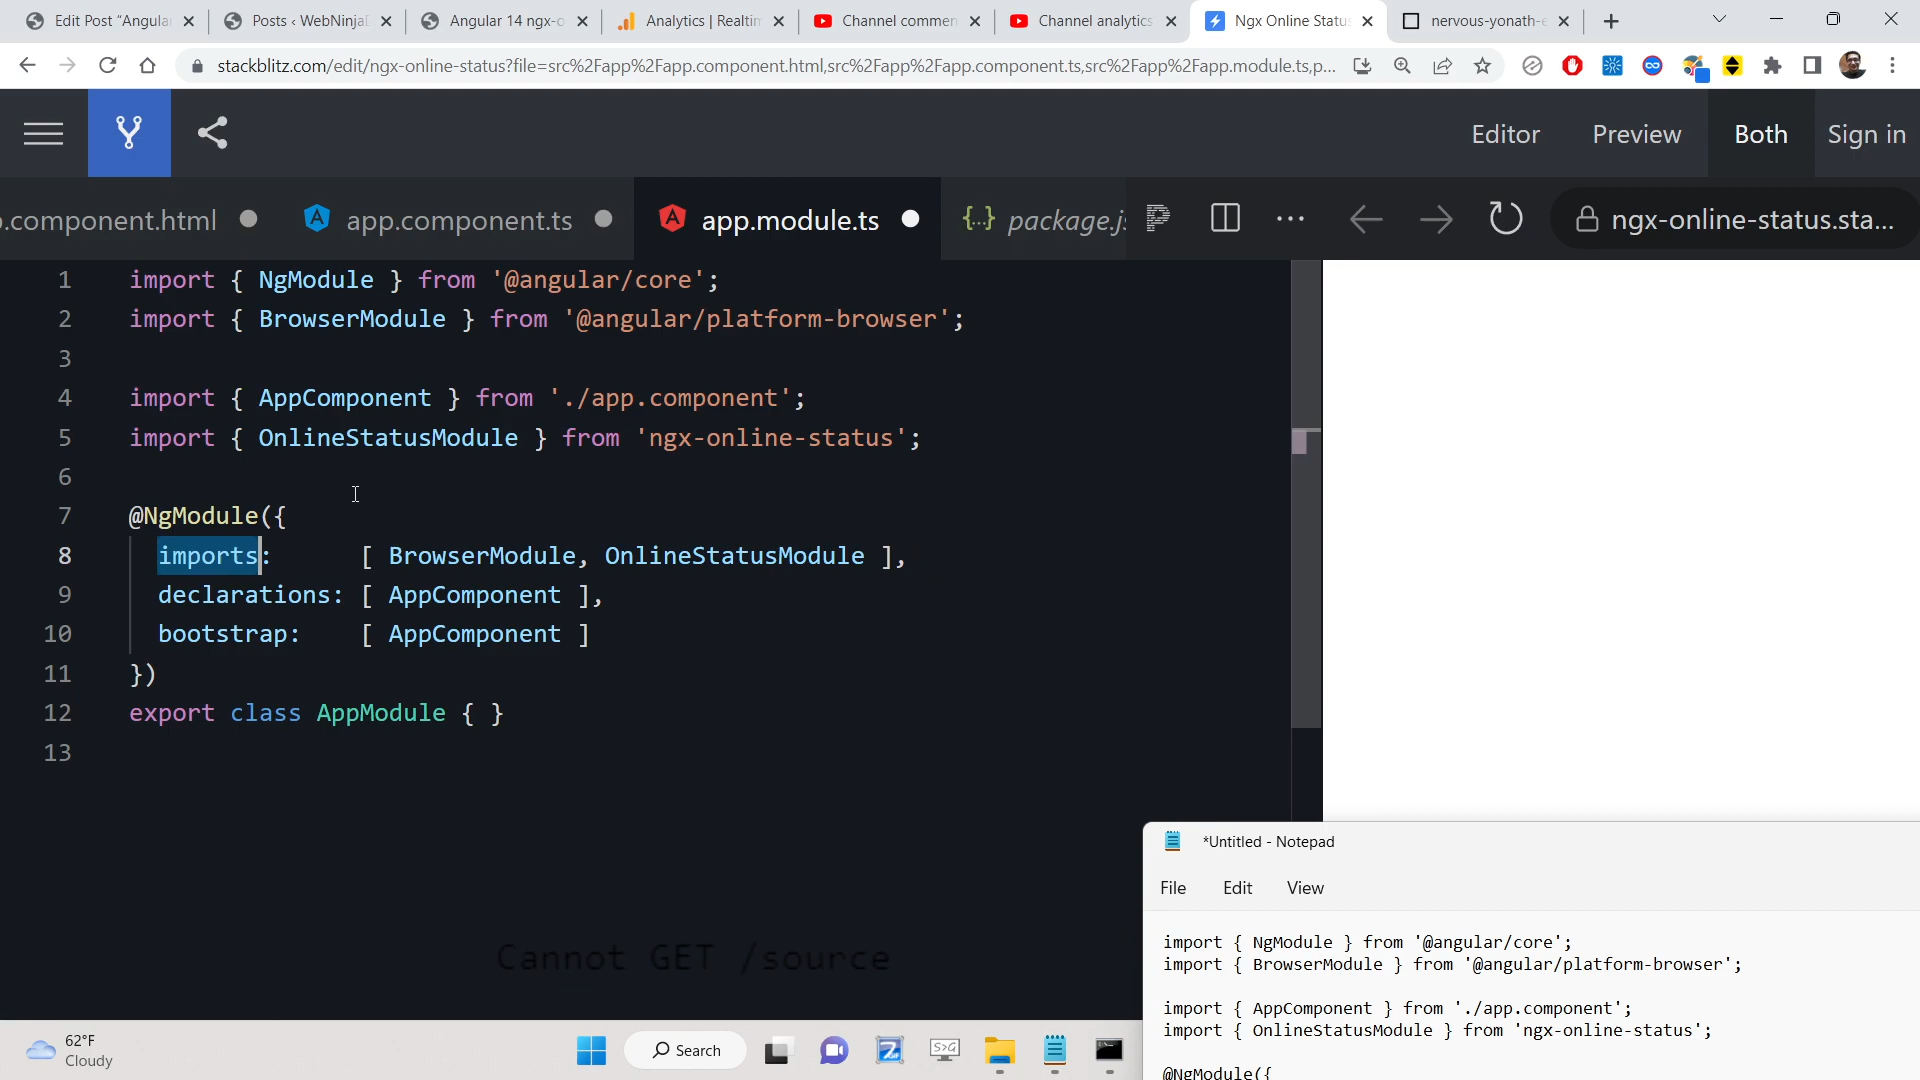 Edit Post "Angular
Posts ‹ WebNinjaD
Angular 14 ngx-o
Analytics | Realtim
Channel commen
Channel analytics
Ngx Online Status
nervous-yonath-e
stackblitz.com/edit/ngx-online-status?file=src%2Fapp%2Fapp.component.html,src%2Fapp%2Fapp.component.ts,src%2Fapp%2Fapp.module.ts,p...
Editor
Preview
Both
Sign in
.component.html
app.component.ts
app.module.ts
package.js
ngx-online-status.sta...
1 import { NgModule } from '@angular/core';
2 import { BrowserModule } from '@angular/platform-browser';
3
4 import { AppComponent } from './app.component';
5 import { OnlineStatusModule } from 'ngx-online-status';
6
7 @NgModule({
8 imports: [ BrowserModule, OnlineStatusModule ],
9 declarations: [ AppComponent ],
10 bootstrap: [ AppComponent ]
11 })
12 export class AppModule { }
13
Cannot GET /source
*Untitled - Notepad
File
Edit
View
import { NgModule } from '@angular/core';
import { BrowserModule } from '@angular/platform-browser';
import { AppComponent } from './app.component';
import { OnlineStatusModule } from 'ngx-online-status';
@NgModule({
62°F
Cloudy
Search